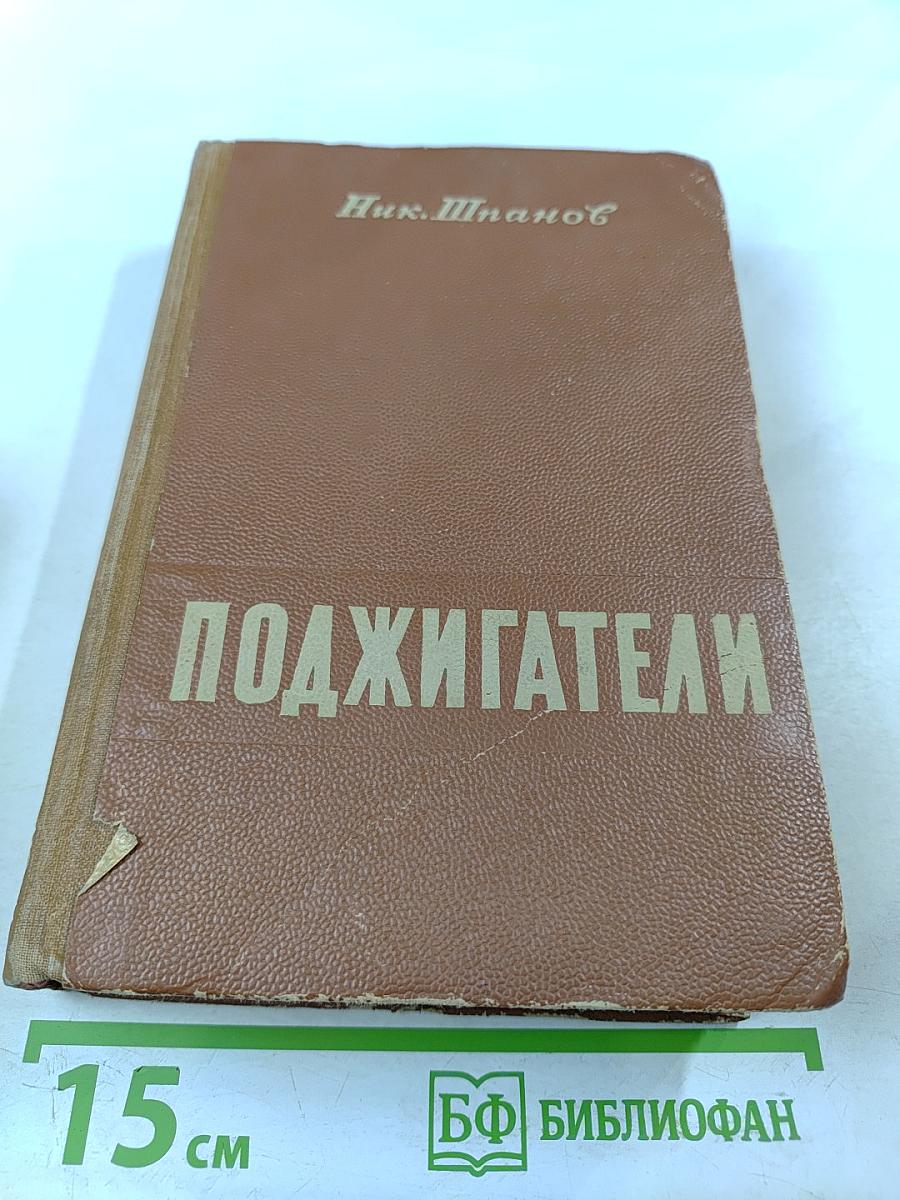 Ник. Шпанов
ПОДЖИГАТЕЛИ
15 см
БФ БИБЛИОФАН